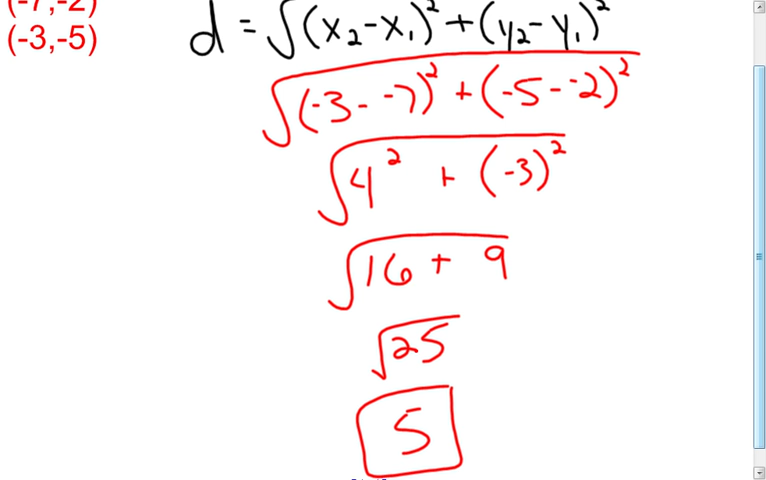 (-7,-2)
(-3,-5)
d = √(x₂-x₁)² + (y₂-y₁)²
√(-3--7)² + (-5--2)²
√4² + (-3)²
√16 + 9
√25
5